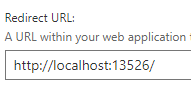 Redirect URL:
A URL within your web application
http://localhost:13526/